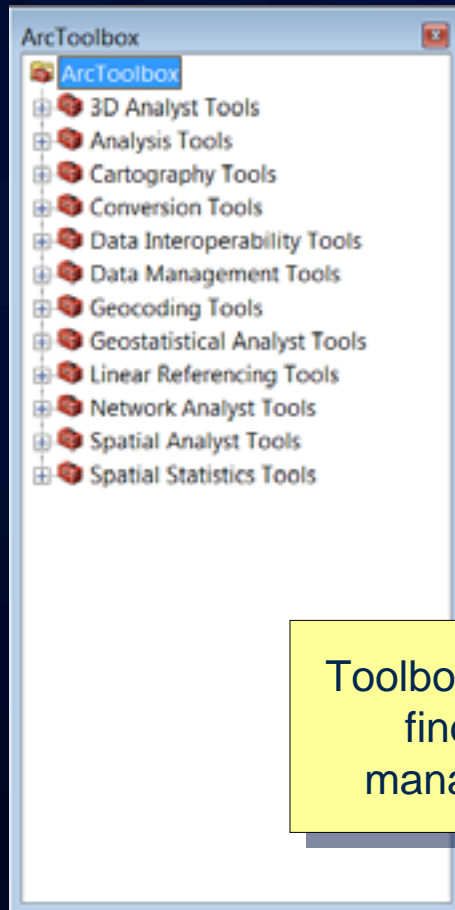 ArcToolbox
ArcToolbox
3D Analyst Tools
Analysis Tools
Cartography Tools
Conversion Tools
Data Interoperability Tools
Data Management Tools
Geocoding Tools
Geostatistical Analyst Tools
Linear Referencing Tools
Network Analyst Tools
Spatial Analyst Tools
Spatial Statistics Tools